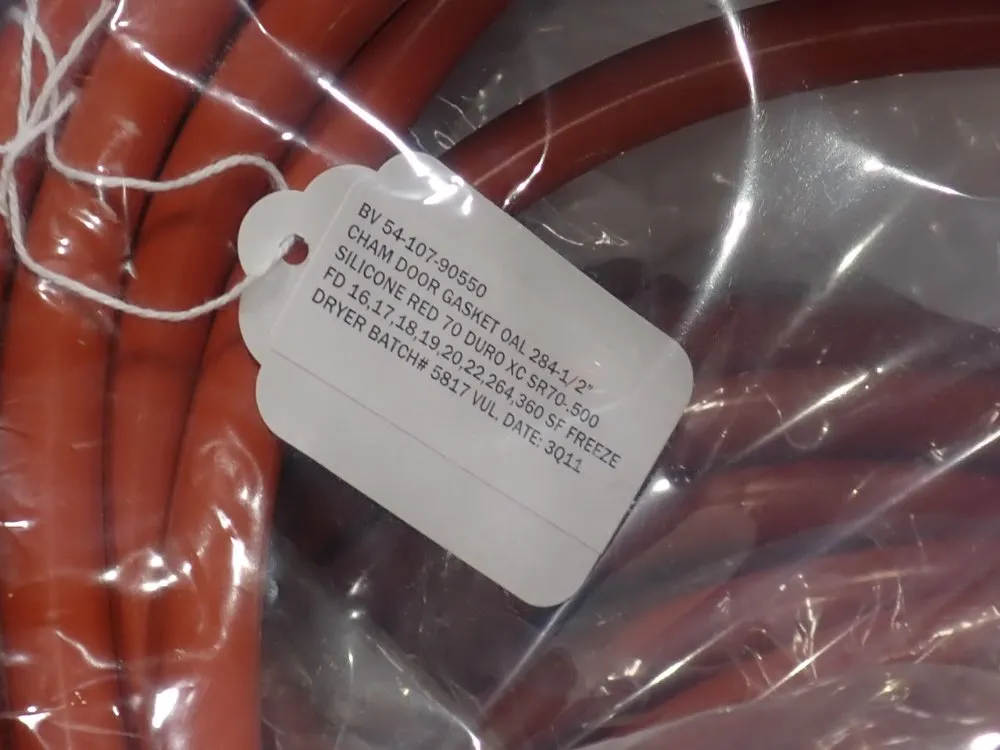 BV 54-107-90550
CHAM DOOR GASKET OAL 284-1/2"
SILICONE RED 70 DURO XC SR70-.500
FD 16,17,18,19,20,22,264,360 SF FREEZE
DRYER BATCH# 5817 VUL. DATE: 3Q11